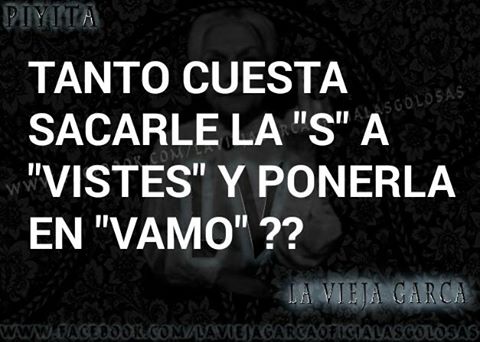 PIYITA
TANTO CUESTA
SACARLE LA "S" A
"VISTES" Y PONERLA
EN "VAMO" ??
LA VIEJA GARCA
WWW.FACEBOOK.COM/LAVIEJAGARCAOFICIALASGOLOSAS